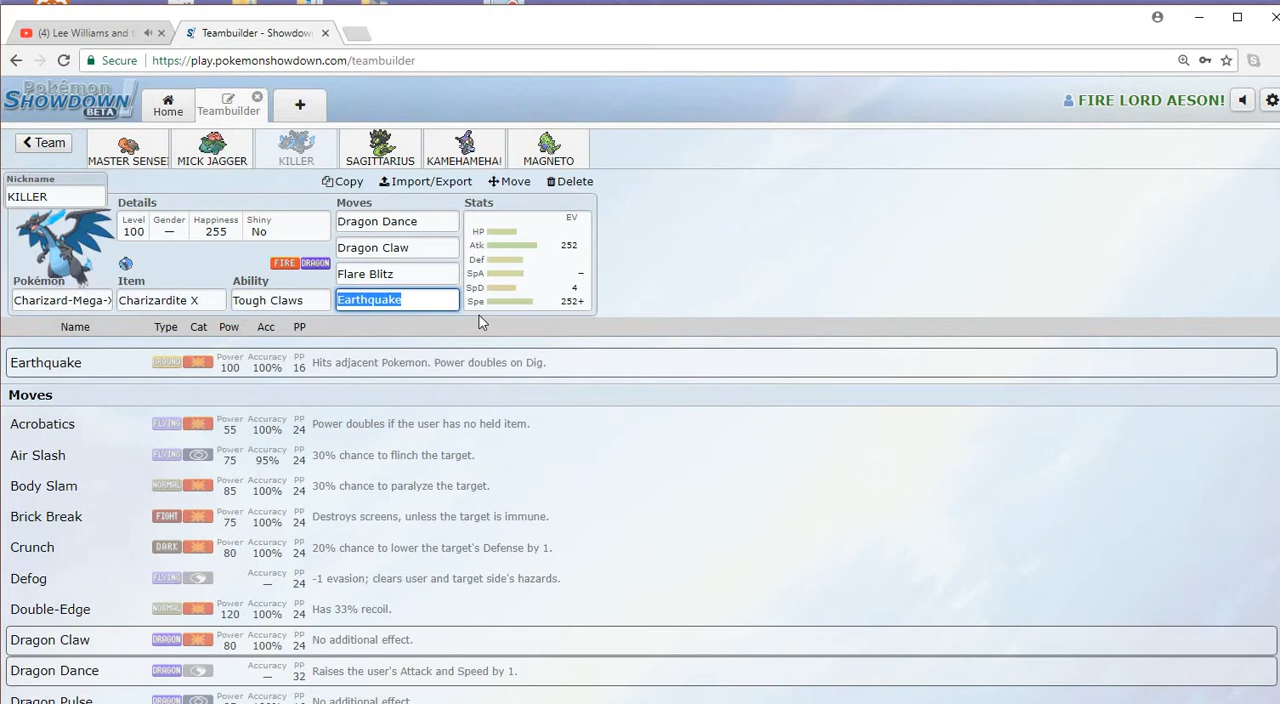 (4) Lee Williams and t
Teambuilder - Showdow
Secure
https://play.pokemonshowdown.com/teambuilder
Pokémon
SHOWDOWN!
BETA
Home
Teambuilder
+
FIRE LORD AESON!
Team
MASTER SENSE
MICK JAGGER
KILLER
SAGITTARIUS
KAMEHAMEHA
MAGNETO
Nickname
KILLER
Copy
Import/Export
Move
Delete
Details
Moves
Stats
Level
Gender
Happiness
Shiny
100
—
255
No
Dragon Dance
Dragon Claw
Flare Blitz
Earthquake
EV
HP
Atk 252
Def
SpA –
SpD 4
Spe 252+
FIRE DRAGON
Pokémon
Item
Ability
Charizard-Mega-X
Charizardite X
Tough Claws
Name Type Cat Pow Acc PP
Earthquake GROUND Power 100 Accuracy 100% PP 16 Hits adjacent Pokemon. Power doubles on Dig.
Moves
Acrobatics FLYING Power 55 Accuracy 100% PP 24 Power doubles if the user has no held item.
Air Slash FLYING Power 75 Accuracy 95% PP 24 30% chance to flinch the target.
Body Slam NORMAL Power 85 Accuracy 100% PP 24 30% chance to paralyze the target.
Brick Break FIGHT Power 75 Accuracy 100% PP 24 Destroys screens, unless the target is immune.
Crunch DARK Power 80 Accuracy 100% PP 24 20% chance to lower the target's Defense by 1.
Defog FLYING Accuracy — PP 24 -1 evasion; clears user and target side's hazards.
Double-Edge NORMAL Power 120 Accuracy 100% PP 24 Has 33% recoil.
Dragon Claw DRAGON Power 80 Accuracy 100% PP 24 No additional effect.
Dragon Dance DRAGON Accuracy — PP 32 Raises the user's Attack and Speed by 1.
Dragon Pulse DRAGON Power Accuracy PP No additional effect.